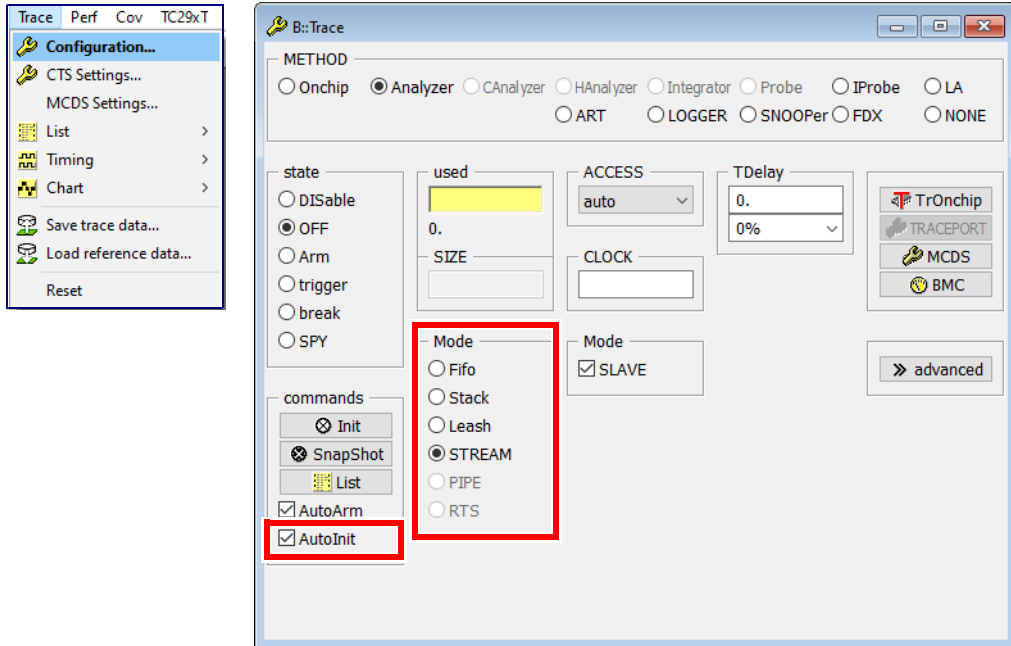 Trace Perf Cov TC29xT
Configuration...
CTS Settings...
MCDS Settings...
List
Timing
Chart
Save trace data...
Load reference data...
Reset
B::Trace
METHOD
Onchip Analyzer CAnalyzer HAnalyzer Integrator Probe IProbe LA
ART LOGGER SNOOPer FDX NONE
state
DISable
OFF
Arm
trigger
break
SPY
used
0.
SIZE
ACCESS
auto
CLOCK
TDelay
0.
0%
TrOnchip
TRACEPORT
MCDS
BMC
commands
Init
SnapShot
List
AutoArm
AutoInit
Mode
Fifo
Stack
Leash
STREAM
PIPE
RTS
Mode
SLAVE
advanced